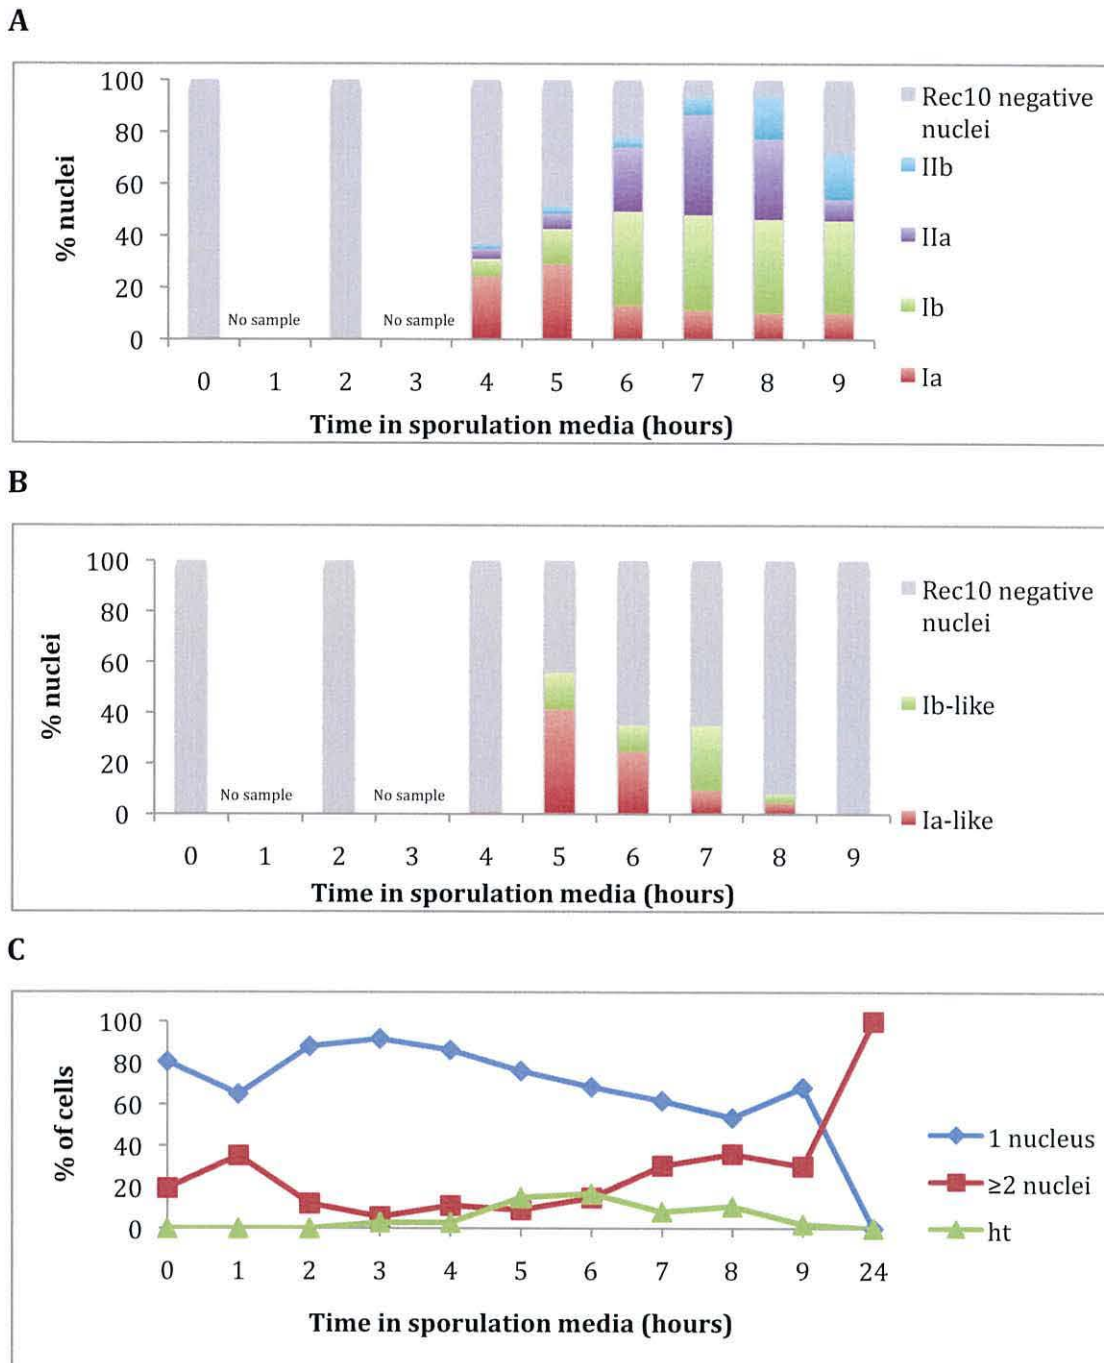 A
100
80
60
40
20
0
% nuclei
No sample
No sample
0 1 2 3 4 5 6 7 8 9
Time in sporulation media (hours)
Rec10 negative
nuclei
IIb
IIa
Ib
Ia
B
100
80
60
40
20
0
% nuclei
No sample
No sample
0 1 2 3 4 5 6 7 8 9
Time in sporulation media (hours)
Rec10 negative
nuclei
Ib-like
Ia-like
C
100
80
60
40
20
0
% of cells
0 1 2 3 4 5 6 7 8 9 24
Time in sporulation media (hours)
1 nucleus
≥2 nuclei
ht